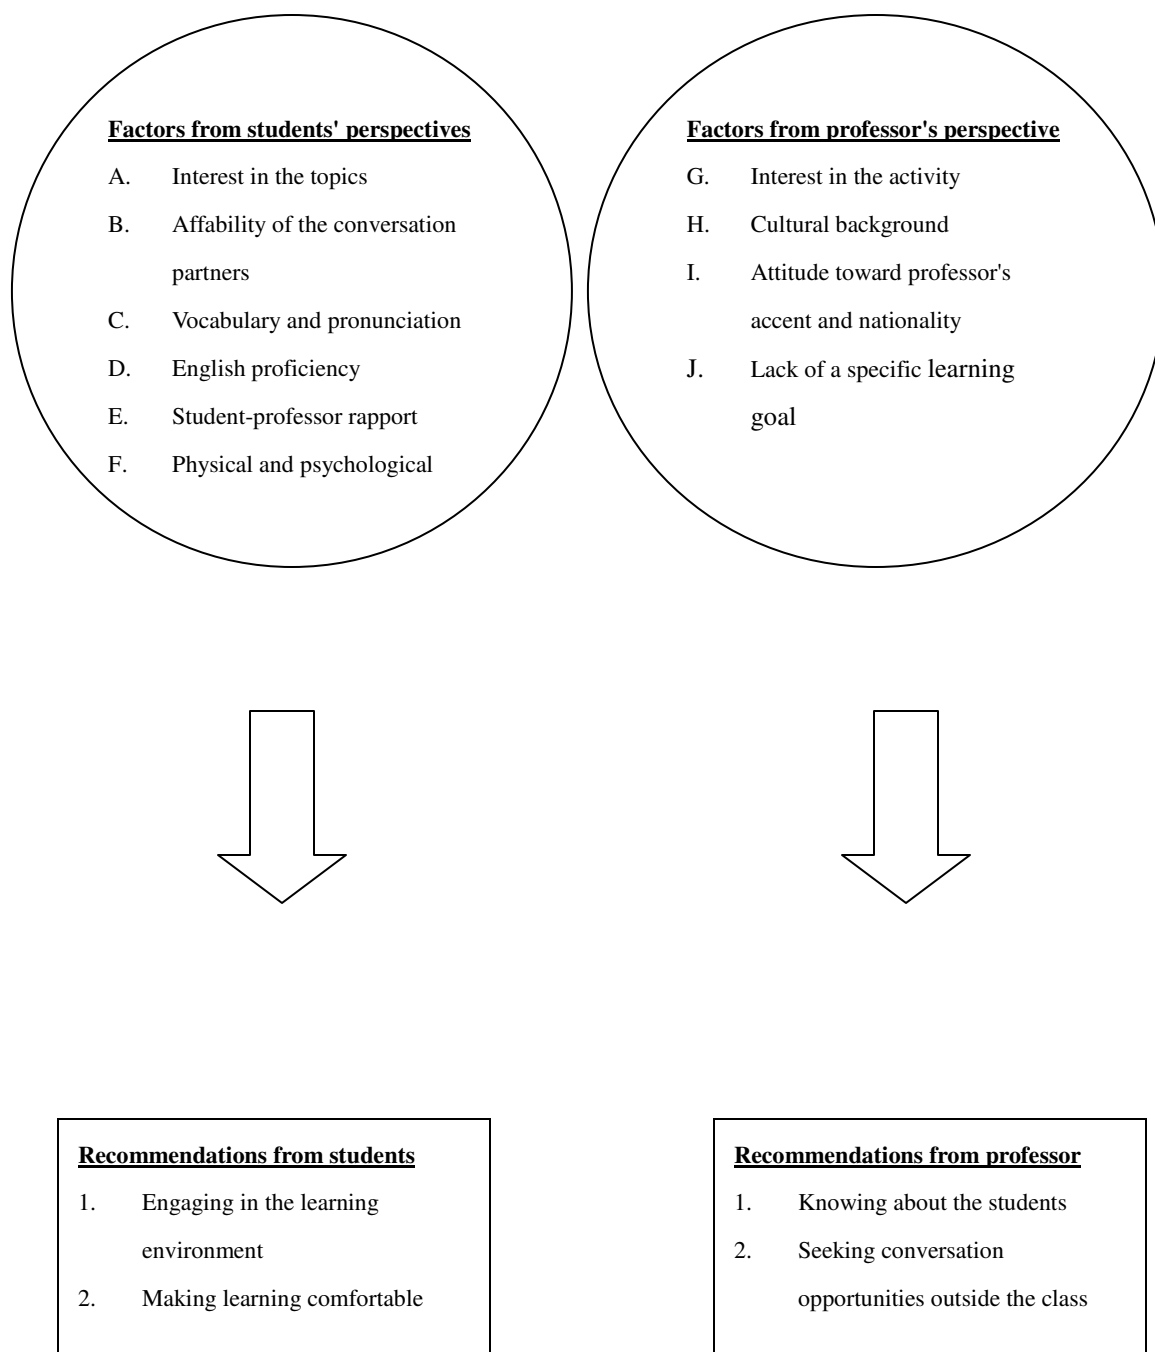 Factors from students' perspectives
A. Interest in the topics
B. Affability of the conversation
partners
C. Vocabulary and pronunciation
D. English proficiency
E. Student-professor rapport
F. Physical and psychological
Factors from professor's perspective
G. Interest in the activity
H. Cultural background
I. Attitude toward professor's
accent and nationality
J. Lack of a specific learning
goal
Recommendations from students
1. Engaging in the learning
environment
2. Making learning comfortable
Recommendations from professor
1. Knowing about the students
2. Seeking conversation
opportunities outside the class